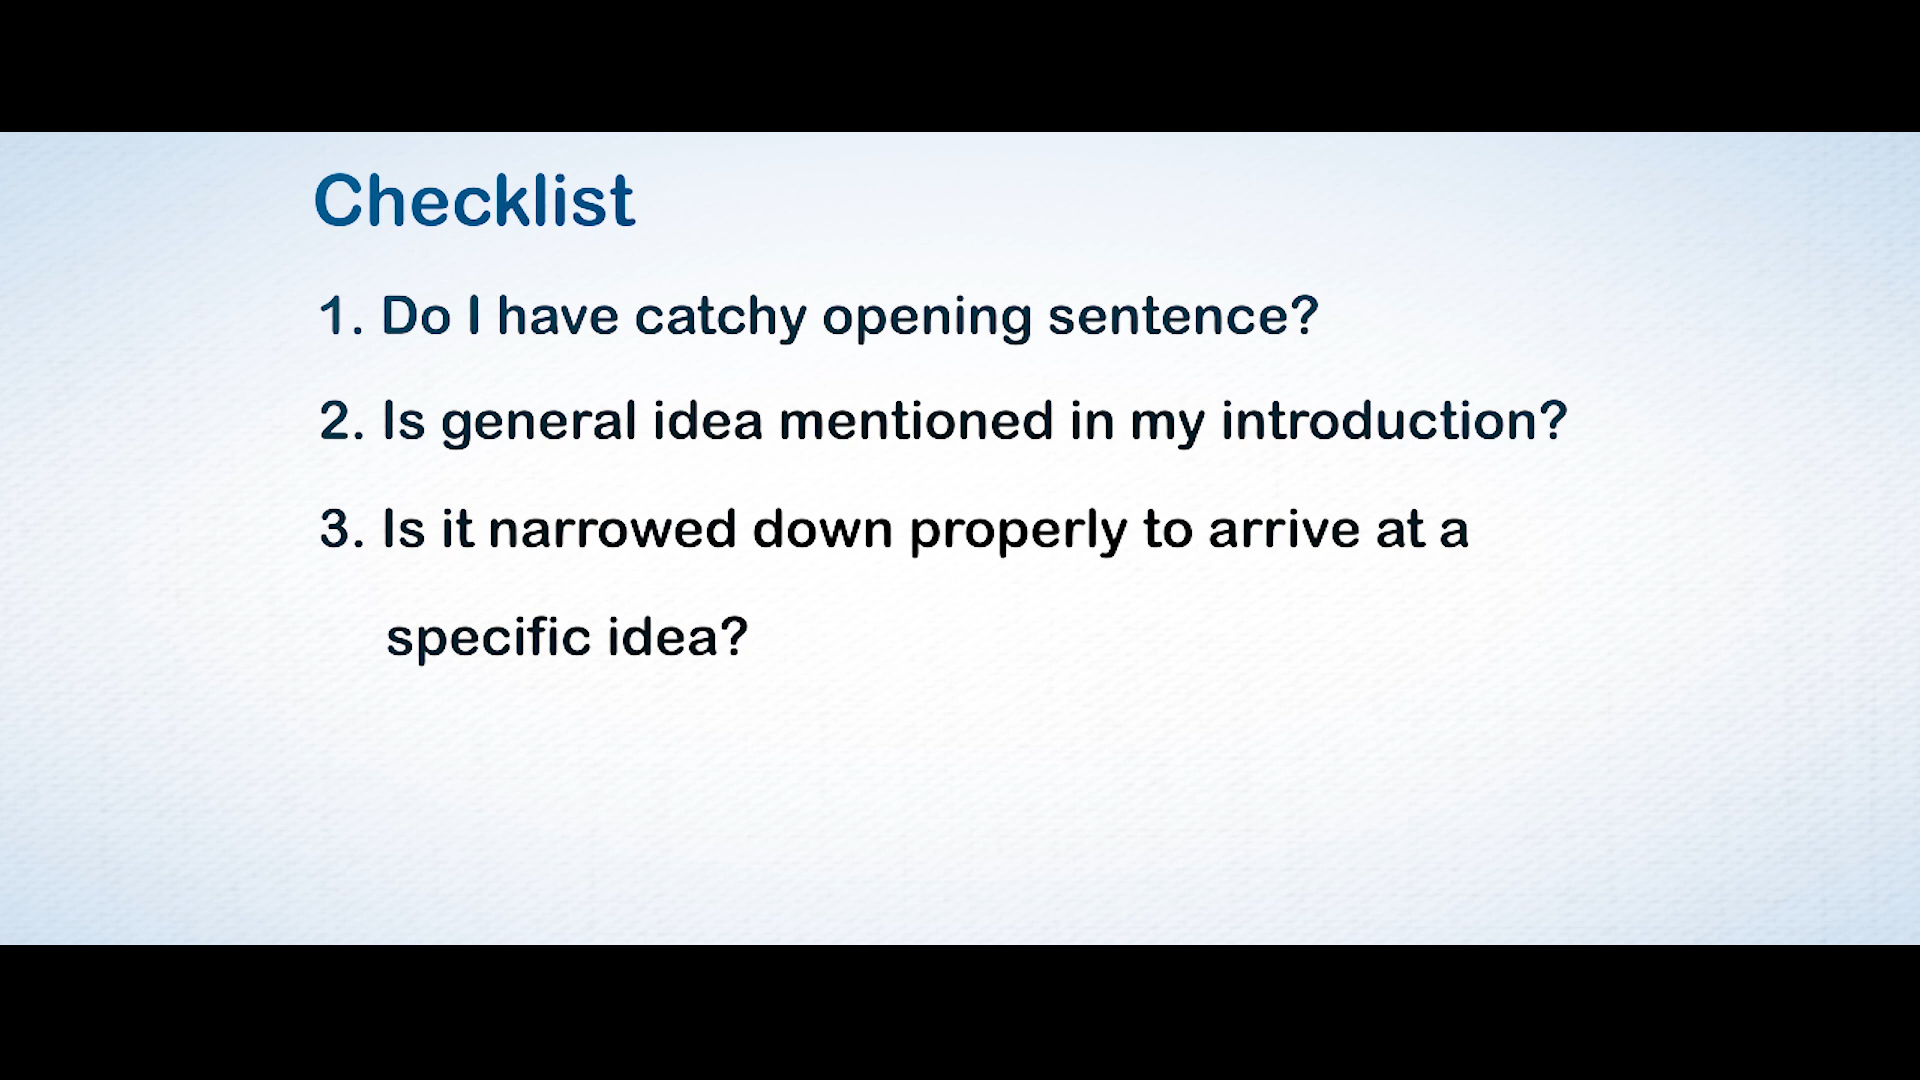 Checklist
1. Do I have catchy opening sentence?
2. Is general idea mentioned in my introduction?
3. Is it narrowed down properly to arrive at a
specific idea?